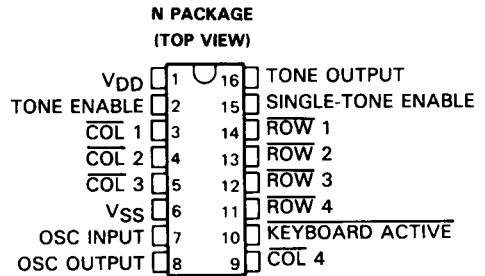 N PACKAGE
(TOP VIEW)
VDD 1 16 TONE OUTPUT
TONE ENABLE 2 15 SINGLE-TONE ENABLE
COL 1 3 14 ROW 1
COL 2 4 13 ROW 2
COL 3 5 12 ROW 3
VSS 6 11 ROW 4
OSC INPUT 7 10 KEYBOARD ACTIVE
OSC OUTPUT 8 9 COL 4